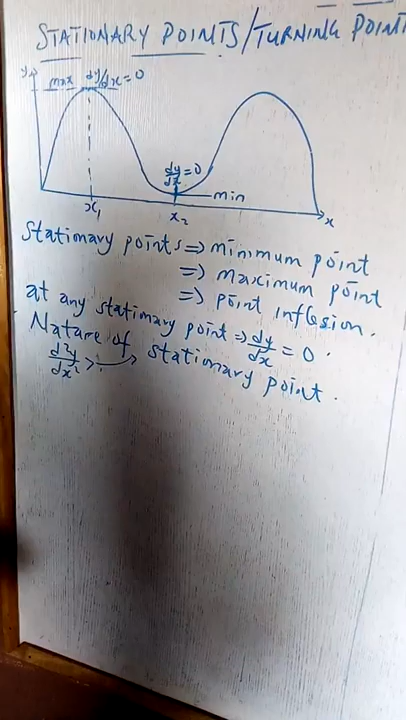 STATIONARY POINTS/TURNING POINT
y max dy/dx = 0
dy/dx = 0
min
x₁ x₂ x
Stationary points ⇒ minimum point
⇒ maximum point
⇒ point inflesion.
at any stationary point ⇒ dy/dx = 0.
Nature of stationary point.
d²y/dx² >